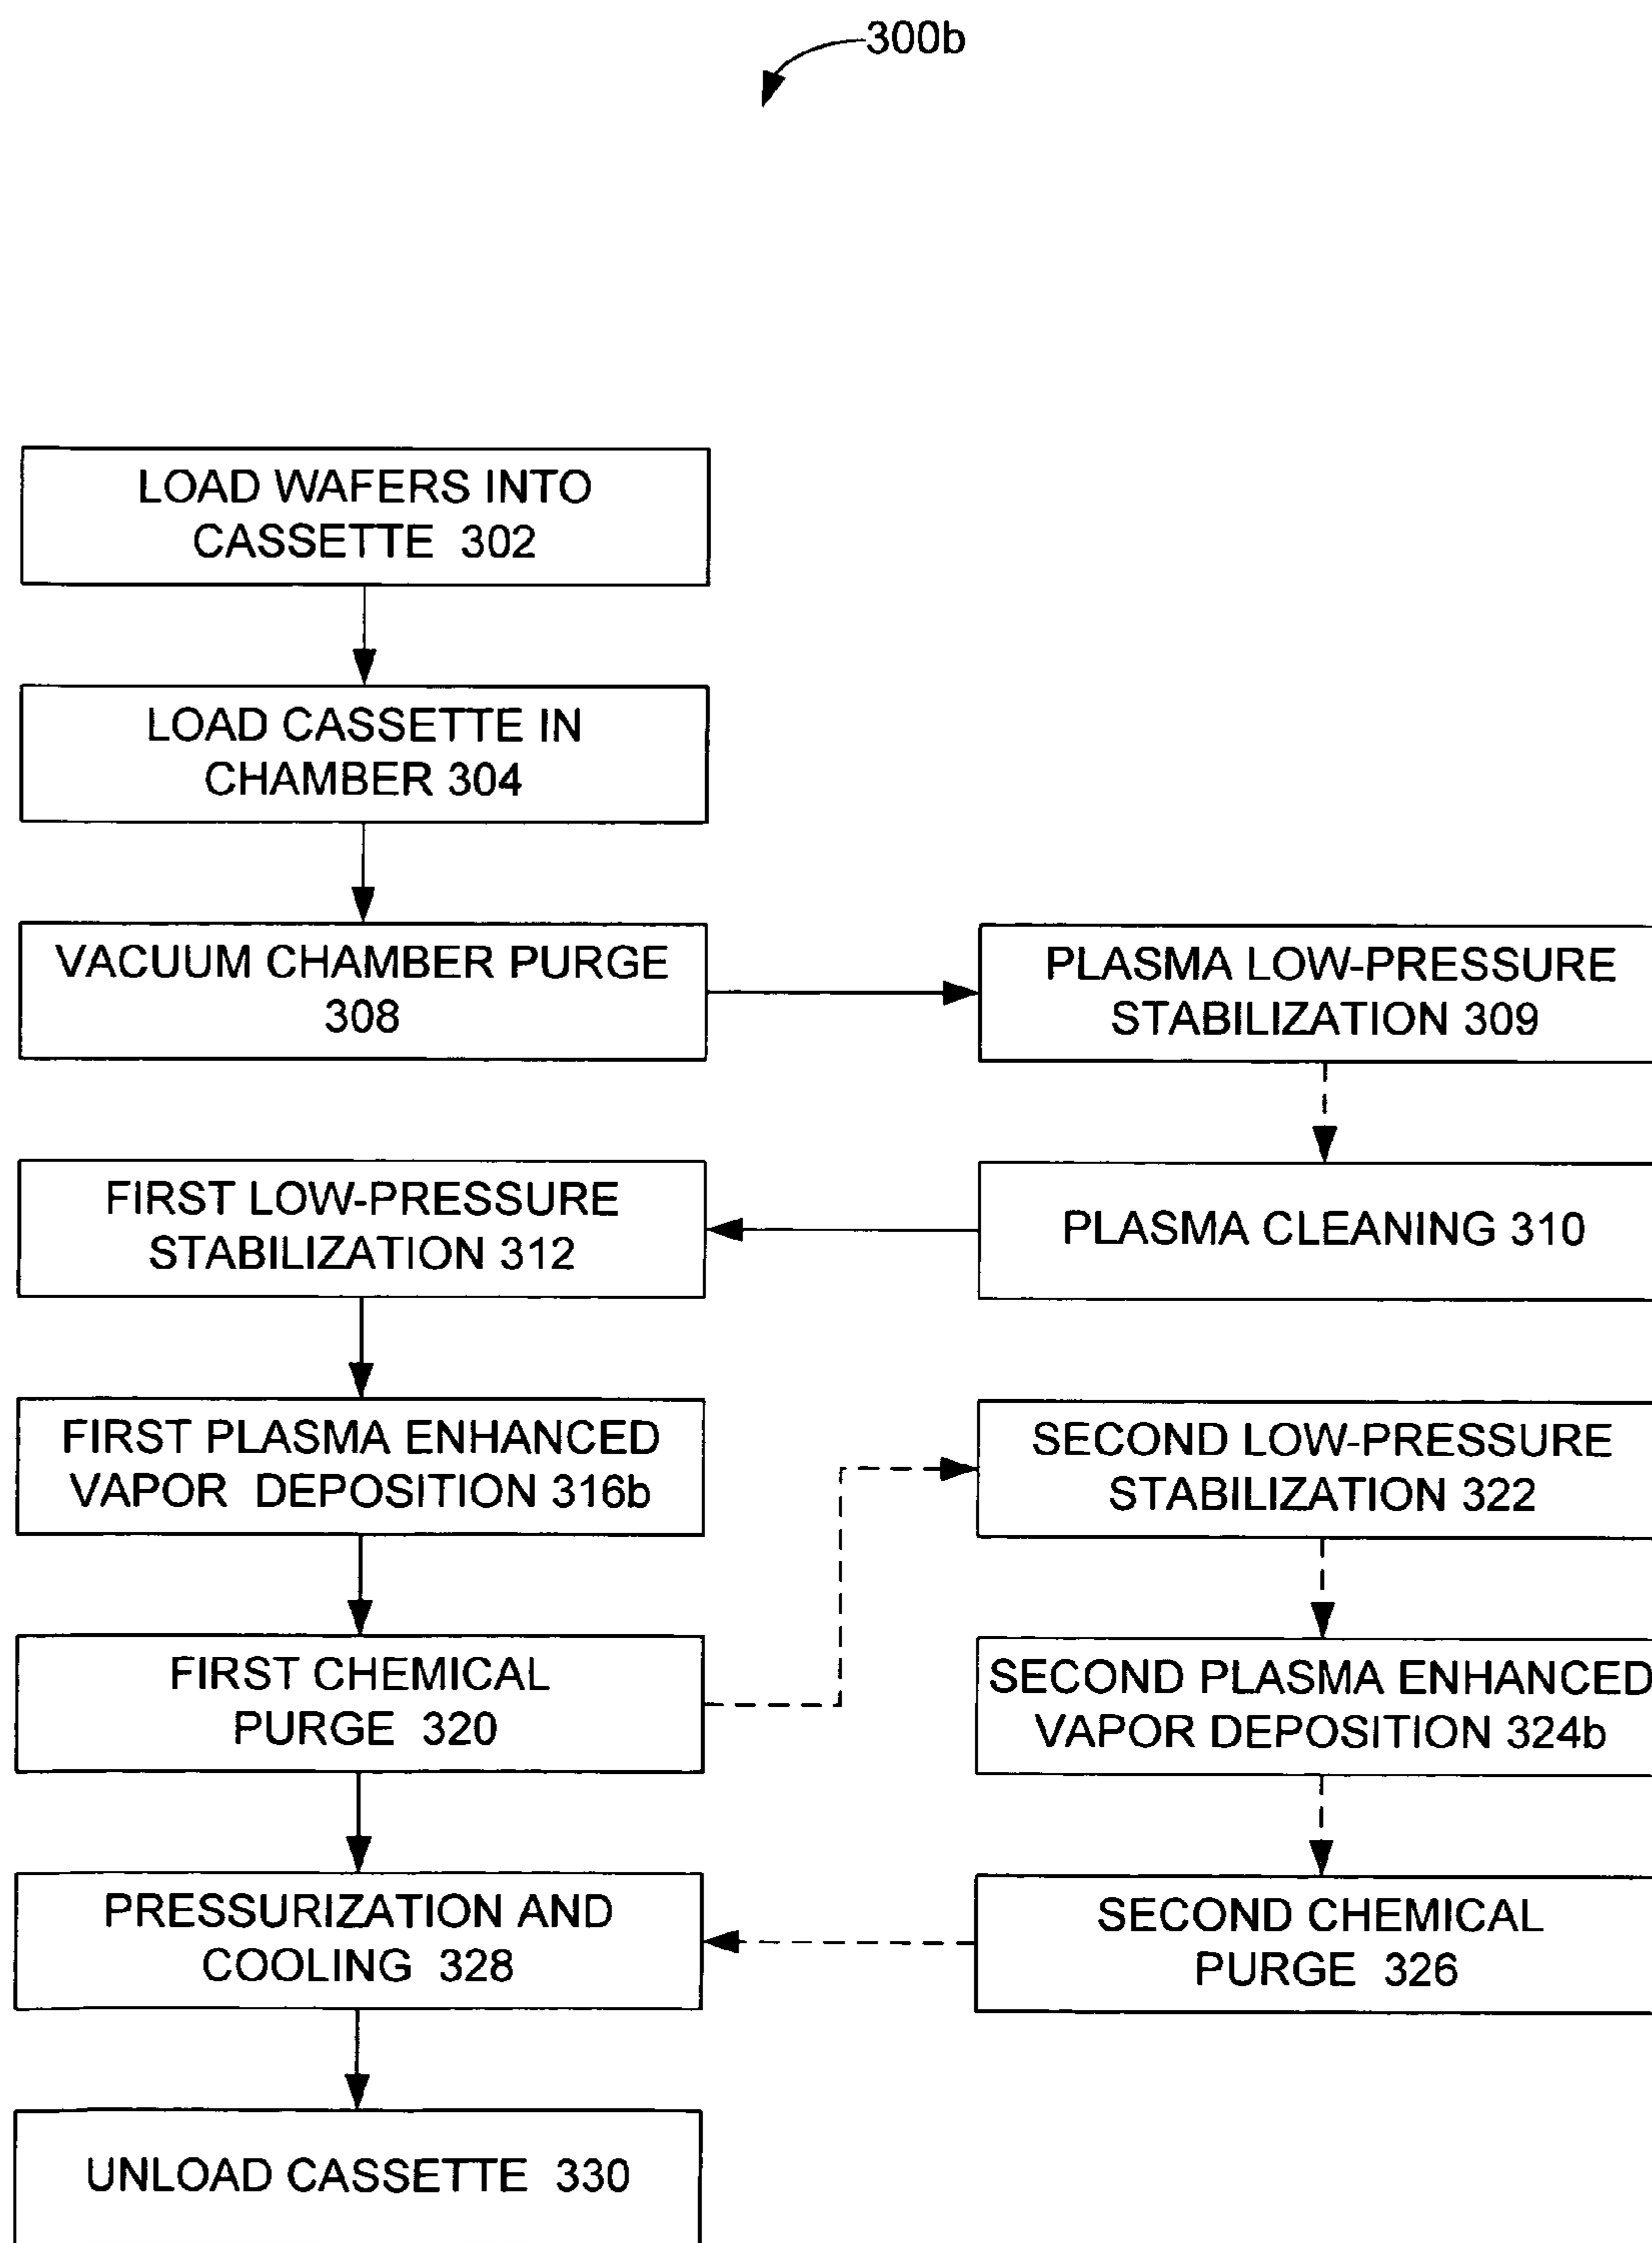 300b
LOAD WAFERS INTO
CASSETTE 302
LOAD CASSETTE IN
CHAMBER 304
VACUUM CHAMBER PURGE
308
PLASMA LOW-PRESSURE
STABILIZATION 309
PLASMA CLEANING 310
FIRST LOW-PRESSURE
STABILIZATION 312
FIRST PLASMA ENHANCED
VAPOR DEPOSITION 316b
FIRST CHEMICAL
PURGE 320
SECOND LOW-PRESSURE
STABILIZATION 322
SECOND PLASMA ENHANCED
VAPOR DEPOSITION 324b
SECOND CHEMICAL
PURGE 326
PRESSURIZATION AND
COOLING 328
UNLOAD CASSETTE 330